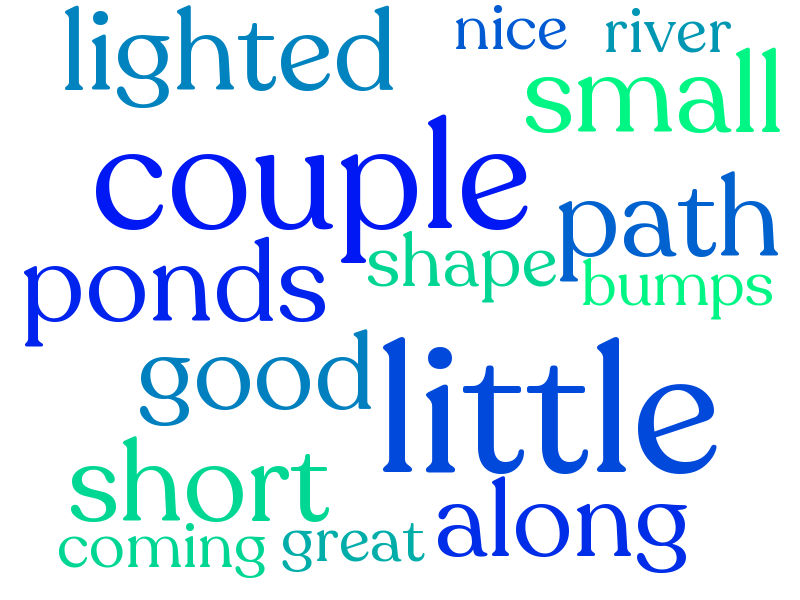 lighted
nice
river
small
couple
path
shape
ponds
bumps
good
little
short
along
coming
great